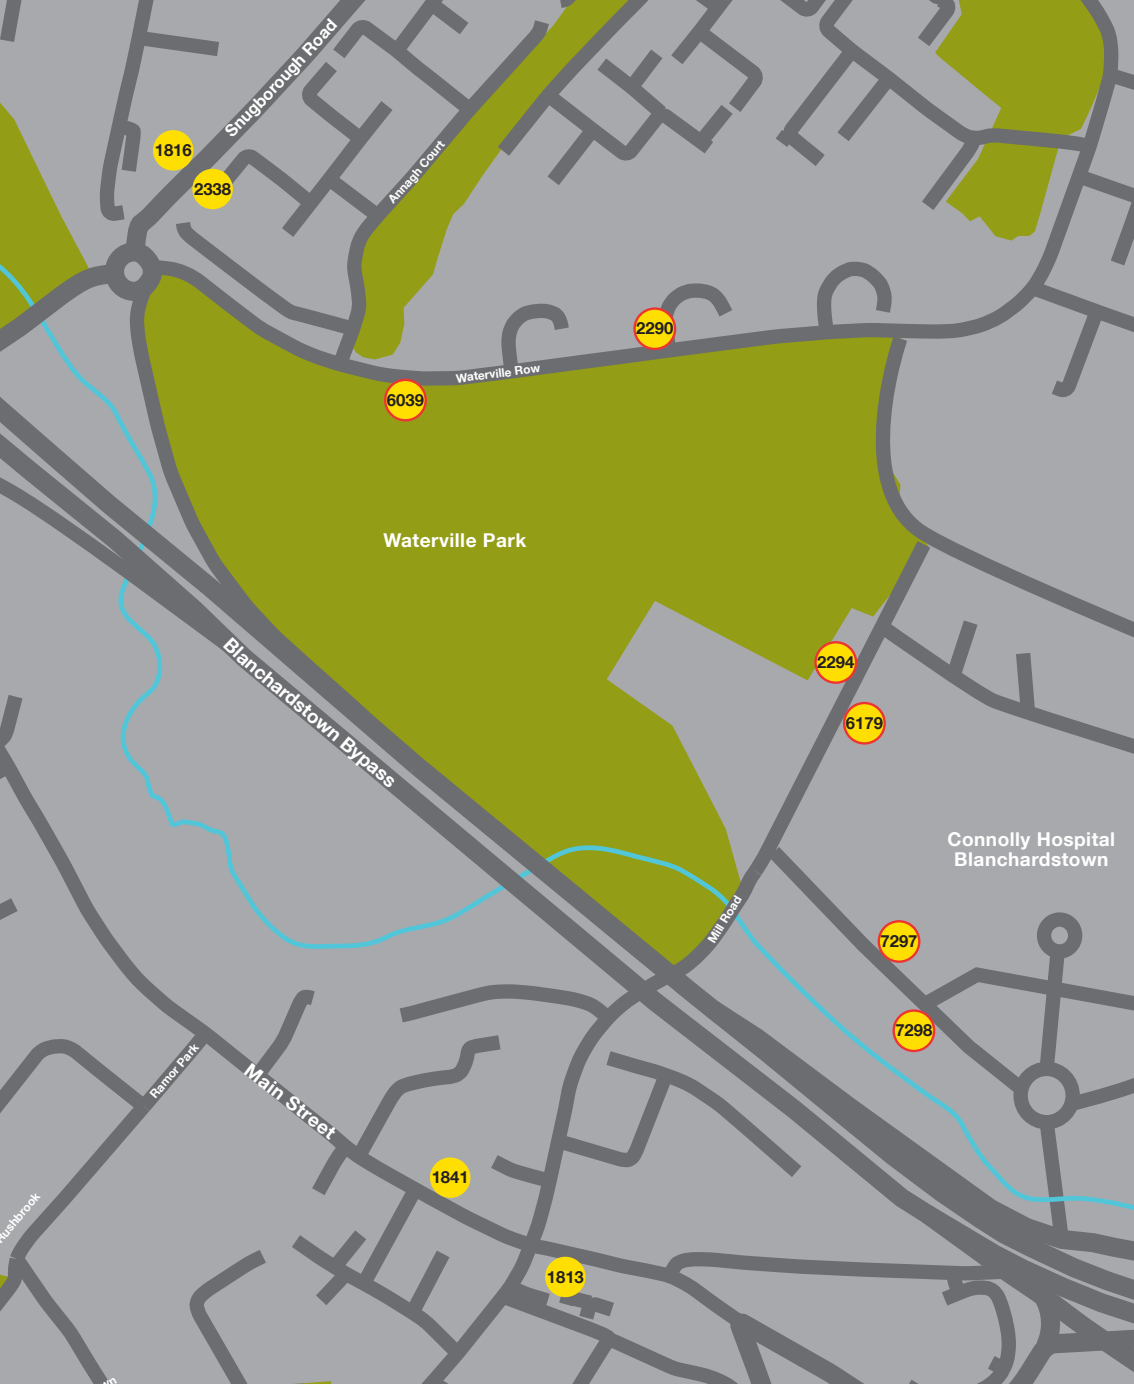 Snugborough Road
1816
2338
Annagh Court
2290
Waterville Row
6039
Waterville Park
2294
6179
Blanchardstown Bypass
Connolly Hospital
Blanchardstown
Mill Road
7297
7298
Ramor Park
Main Street
1841
Rushbrook
1813